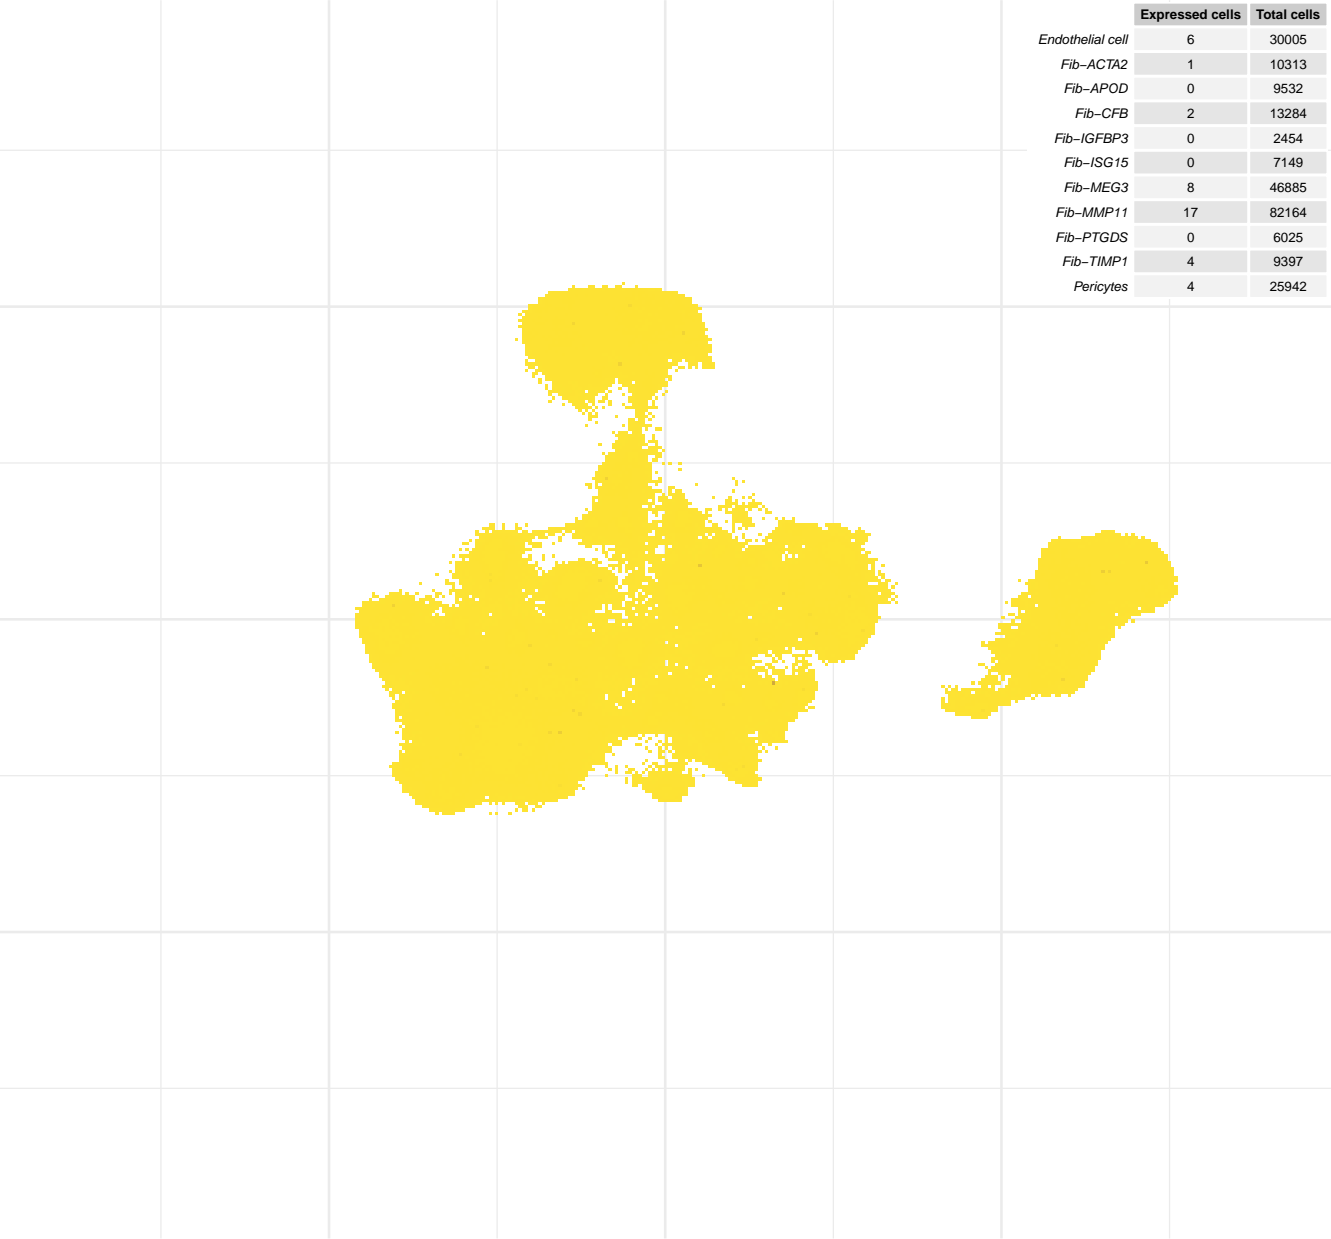 Expressed cells Total cells
Endothelial cell 6 30005
Fib−ACTA2 1 10313
Fib−APOD 0 9532
Fib−CFB 2 13284
Fib−IGFBP3 0 2454
Fib−ISG15 0 7149
Fib−MEG3 8 46885
Fib−MMP11 17 82164
Fib−PTGDS 0 6025
Fib−TIMP1 4 9397
Pericytes 4 25942